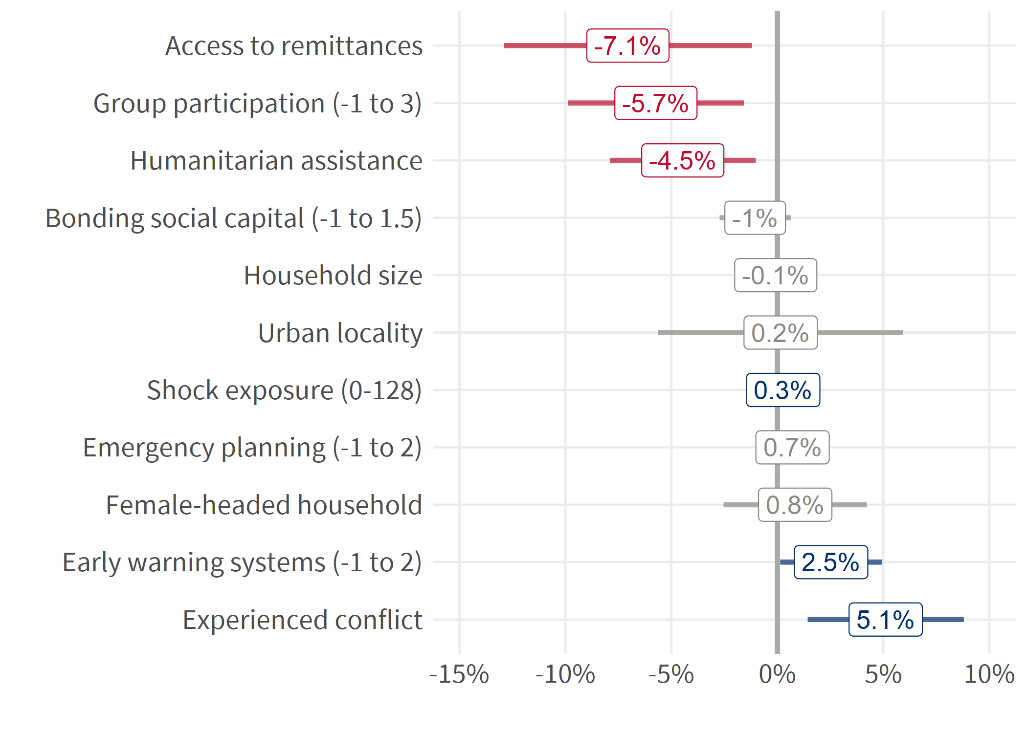 Access to remittances -7.1%
Group participation (-1 to 3) -5.7%
Humanitarian assistance -4.5%
Bonding social capital (-1 to 1.5) -1%
Household size -0.1%
Urban locality 0.2%
Shock exposure (0-128) 0.3%
Emergency planning (-1 to 2) 0.7%
Female-headed household 0.8%
Early warning systems (-1 to 2) 2.5%
Experienced conflict 5.1%
-15% -10% -5% 0% 5% 10%